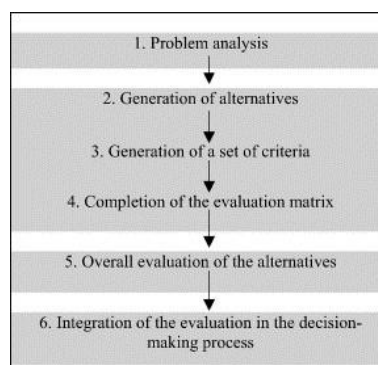 1. Problem analysis
2. Generation of alternatives
3. Generation of a set of criteria
4. Completion of the evaluation matrix
5. Overall evaluation of the alternatives
6. Integration of the evaluation in the decision-
making process